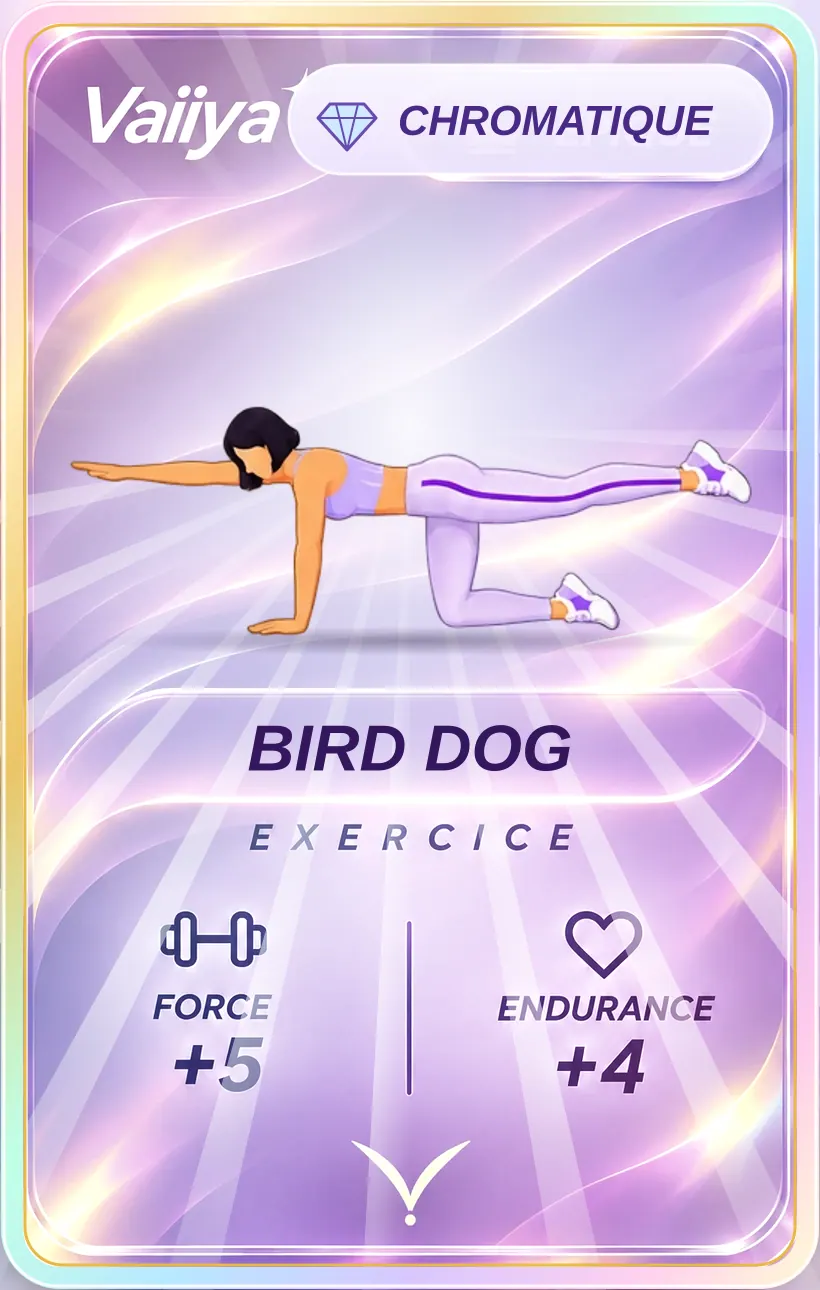 Vaiiya
CHROMATIQUE
BIRD DOG
EXERCICE
FORCE
+5
ENDURANCE
+4